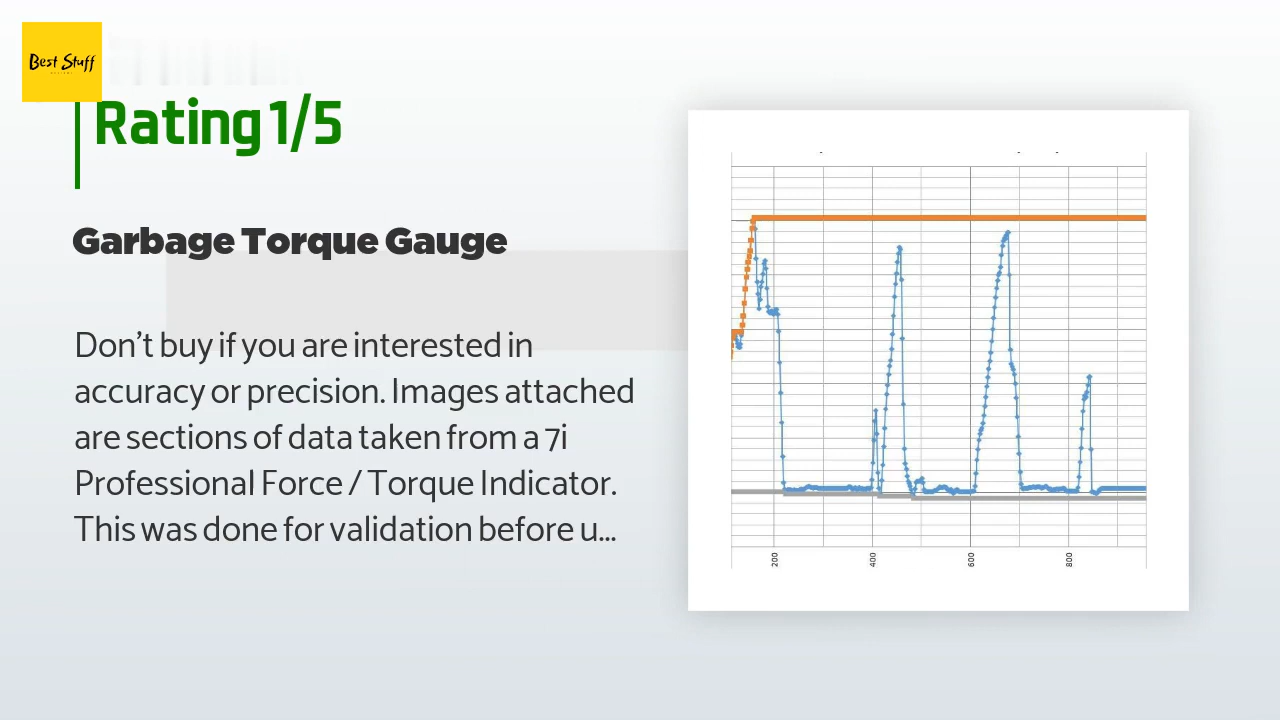 Best Stuff
Rating 1/5
Garbage Torque Gauge
Don't buy if you are interested in
accuracy or precision. Images attached
are sections of data taken from a 7i
Professional Force / Torque Indicator.
This was done for validation before u...
200
400
600
800